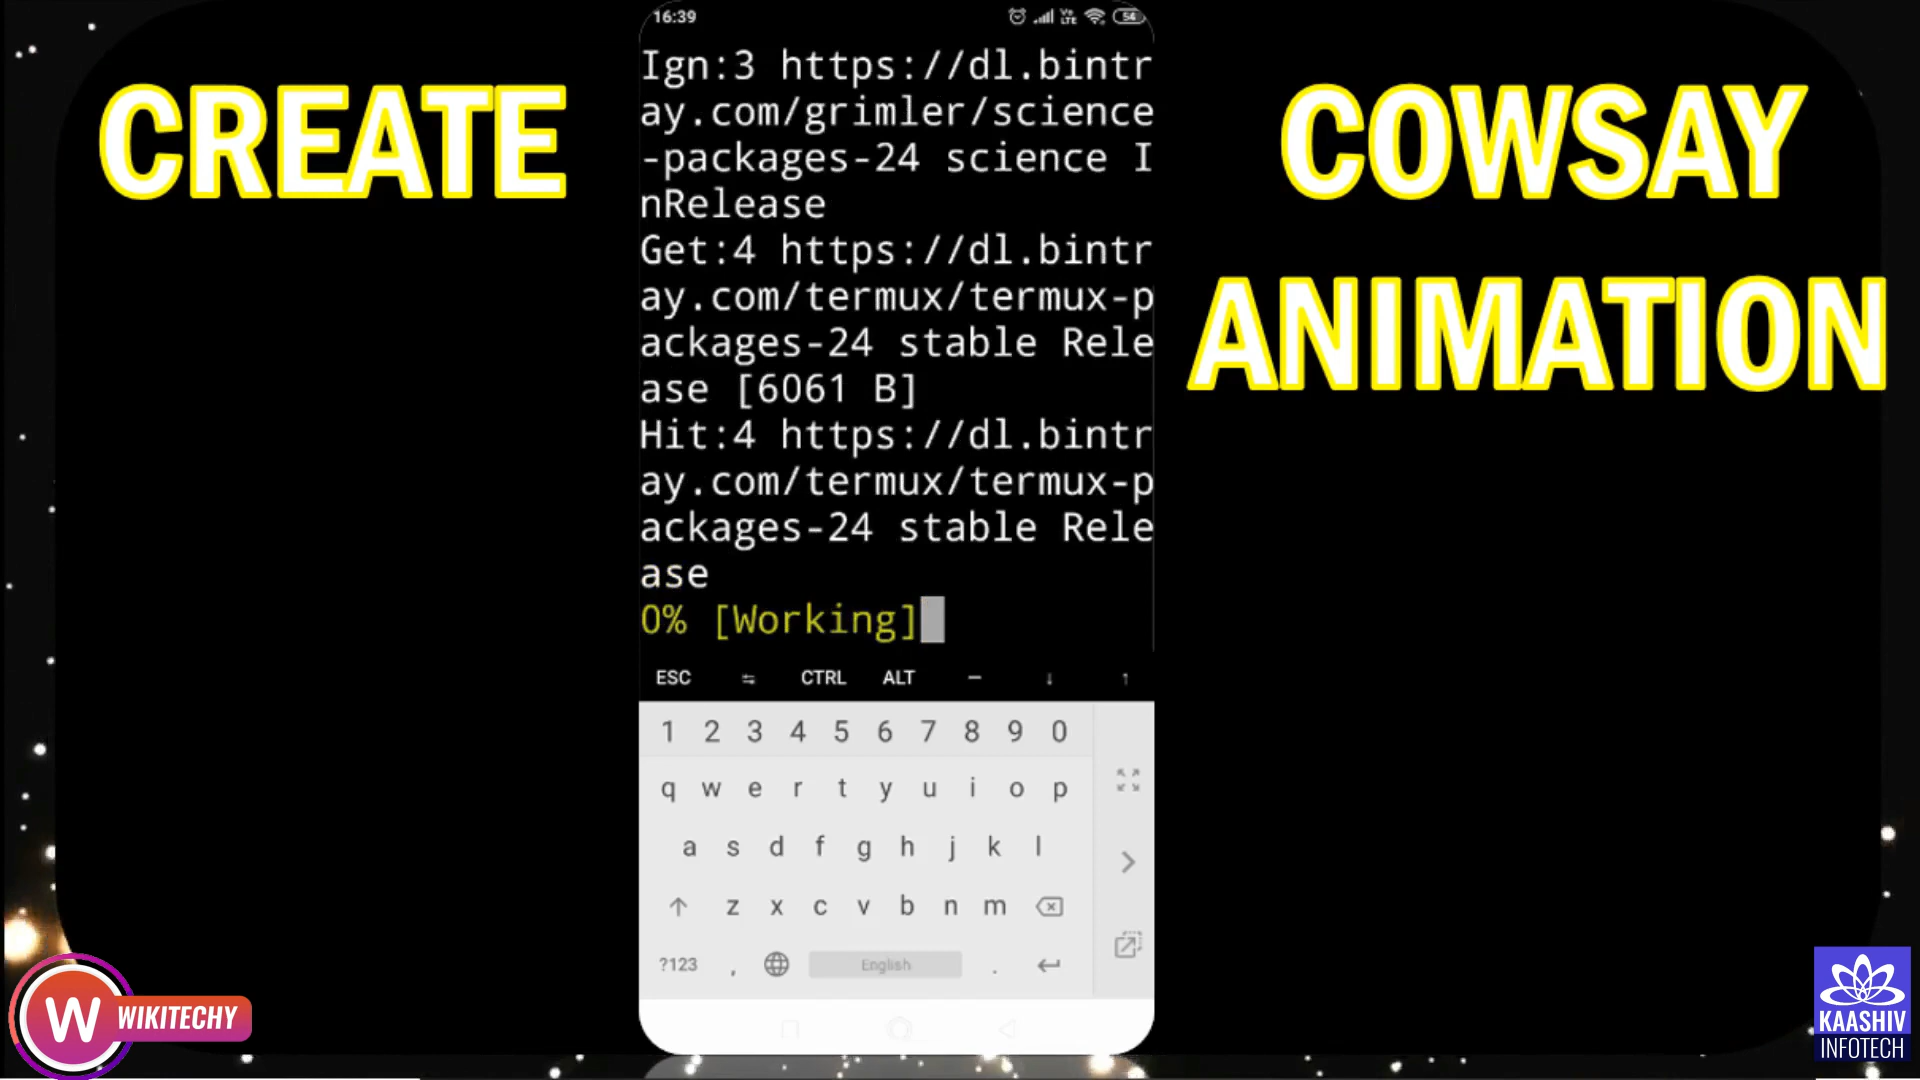 CREATE
COWSAY
ANIMATION
16:39
Vo
LTE
54
Ign:3 https://dl.bintr
ay.com/grimler/science
-packages-24 science I
nRelease
Get:4 https://dl.bintr
ay.com/termux/termux-p
ackages-24 stable Rele
ase [6061 B]
Hit:4 https://dl.bintr
ay.com/termux/termux-p
ackages-24 stable Rele
ase
0% [Working]
ESC ⇆ CTRL ALT – ↓ ↑
1 2 3 4 5 6 7 8 9 0
q w e r t y u i o p
a s d f g h j k l
z x c v b n m
?123 , English .
W WIKITECHY
KAASHIV
INFOTECH